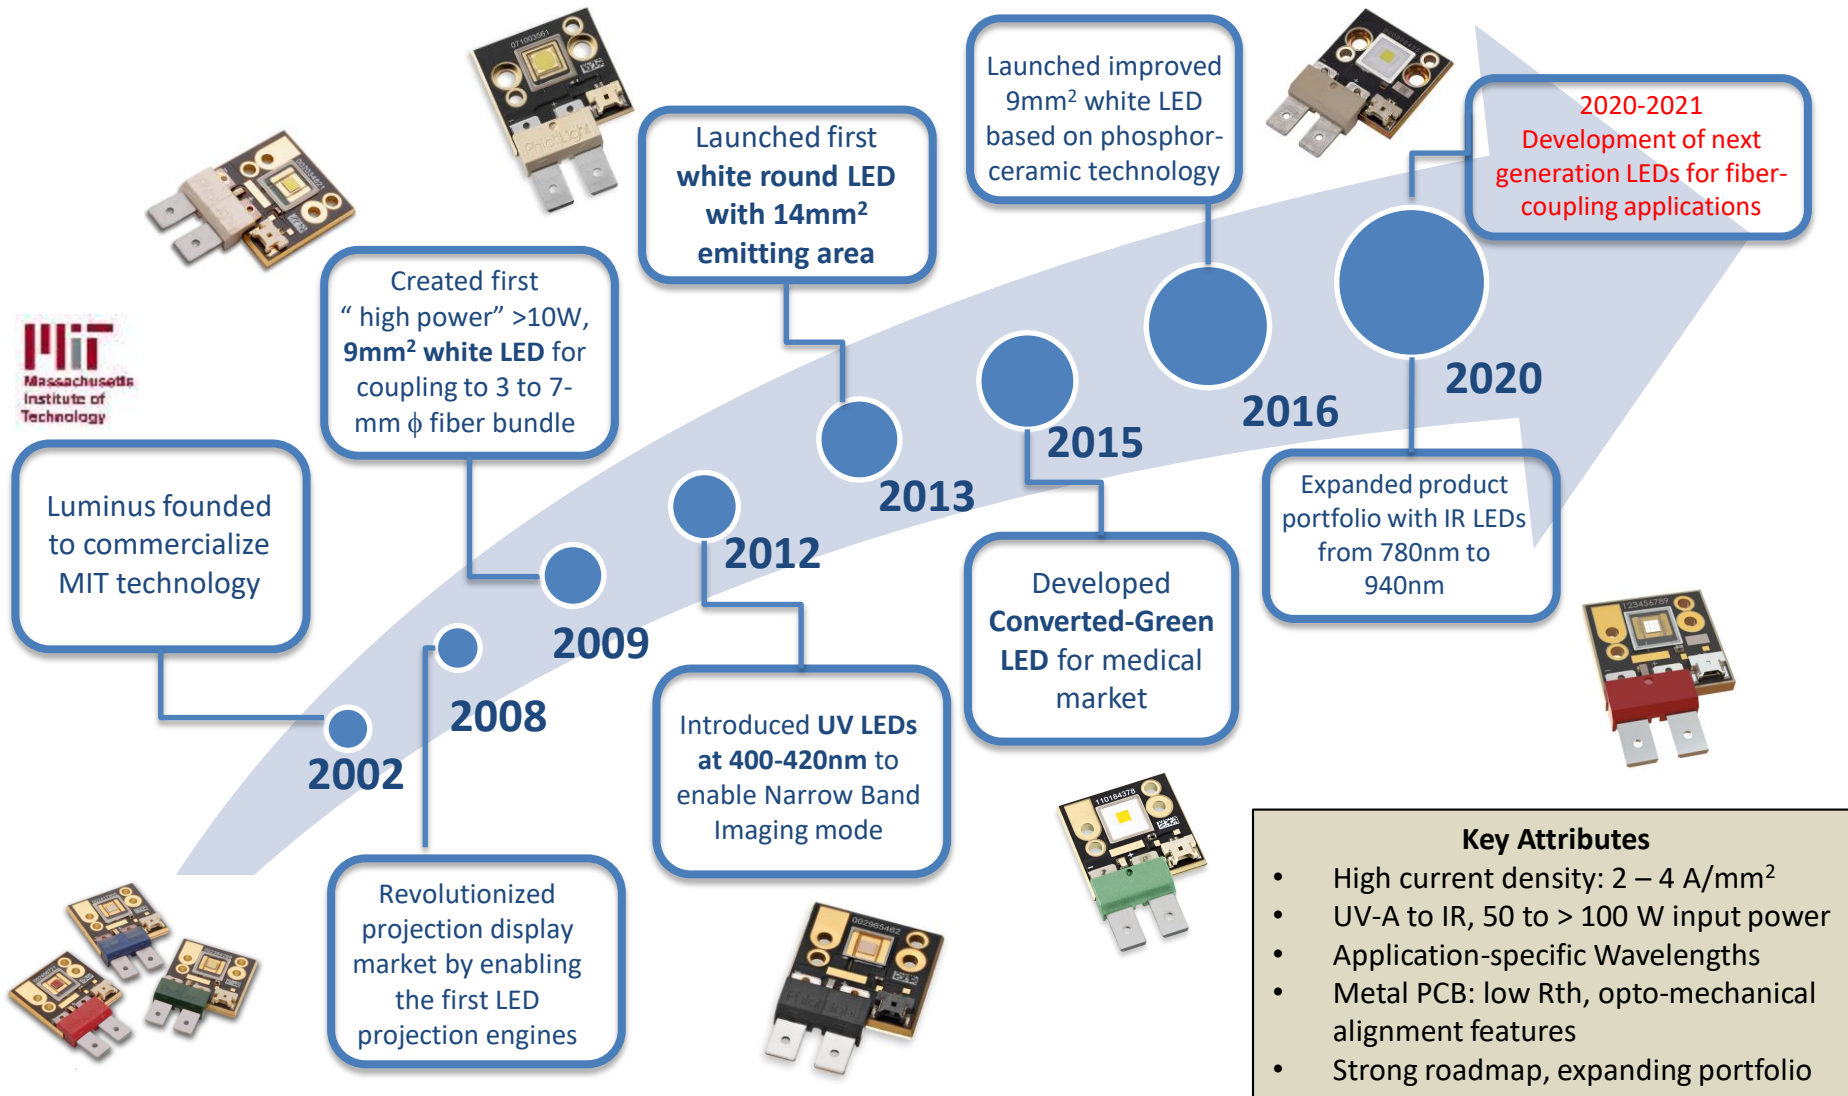 MIT
Massachusetts
Institute of
Technology
Luminus founded
to commercialize
MIT technology
2002
Revolutionized
projection display
market by enabling
the first LED
projection engines
2008
Created first
“ high power” >10W,
9mm² white LED for
coupling to 3 to 7-
mm ϕ fiber bundle
2009
Introduced UV LEDs
at 400-420nm to
enable Narrow Band
Imaging mode
2012
Launched first
white round LED
with 14mm²
emitting area
2013
Developed
Converted-Green
LED for medical
market
2015
Launched improved
9mm² white LED
based on phosphor-
ceramic technology
2016
2020-2021
Development of next
generation LEDs for fiber-
coupling applications
2020
Expanded product
portfolio with IR LEDs
from 780nm to
940nm
071003561
PhlatLight
002965462
110184378
123456789
Key Attributes
• High current density: 2 – 4 A/mm²
• UV-A to IR, 50 to > 100 W input power
• Application-specific Wavelengths
• Metal PCB: low Rth, opto-mechanical
alignment features
• Strong roadmap, expanding portfolio